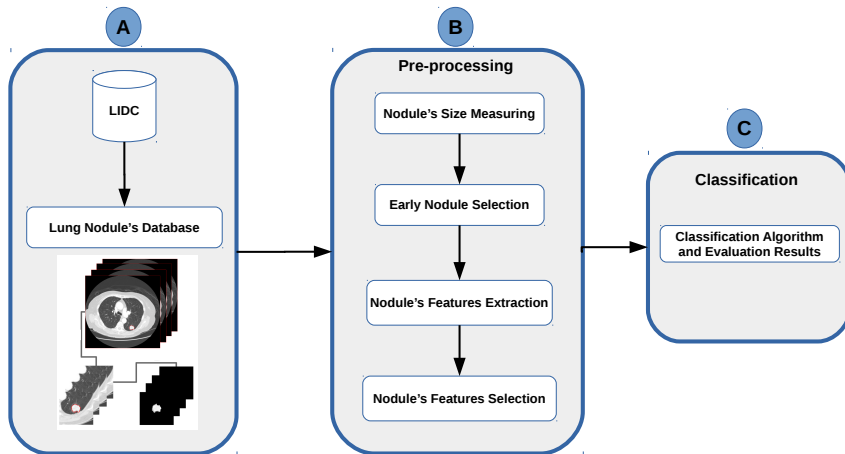 A
LIDC
Lung Nodule's Database
B
Pre-processing
Nodule's Size Measuring
Early Nodule Selection
Nodule's Features Extraction
Nodule's Features Selection
C
Classification
Classification Algorithm
and Evaluation Results